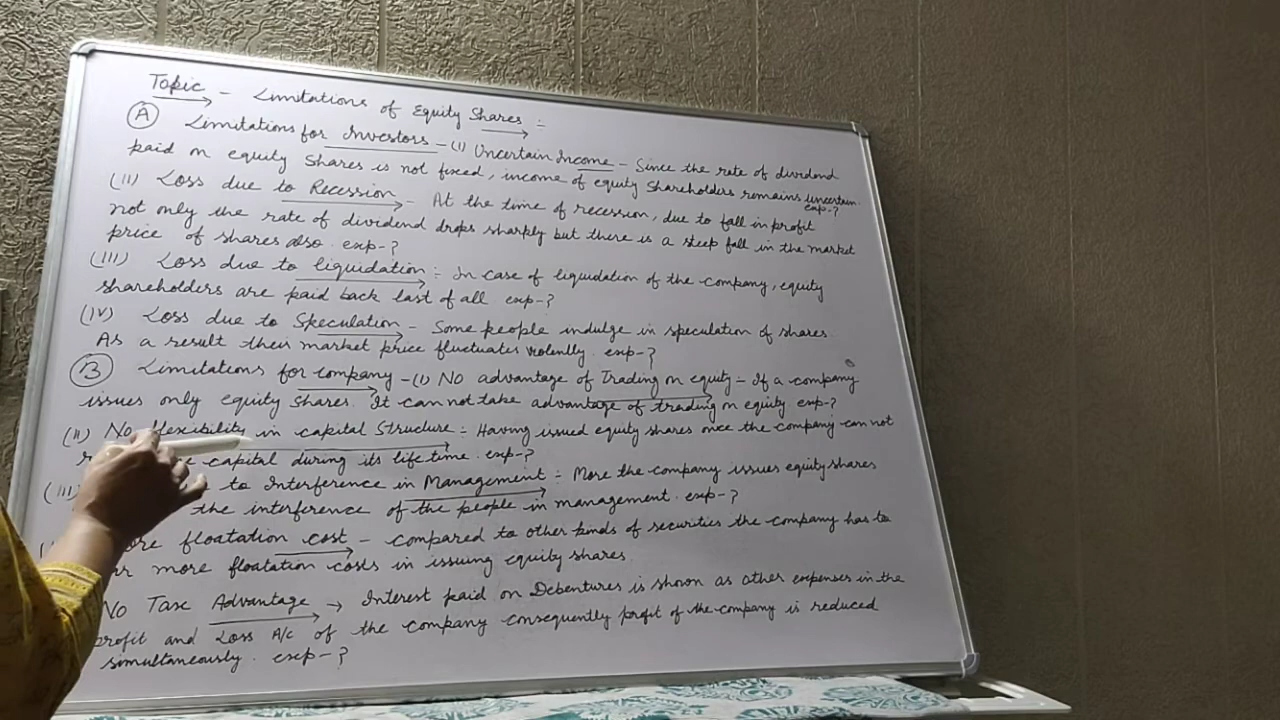 Topic - Limitations of Equity Shares :-
(A) Limitations for Investors - (I) Uncertain Income - Since the rate of dividend
paid on equity shares is not fixed, income of equity shareholders remains uncertain.
exp-?
(II) Loss due to Recession - At the time of recession, due to fall in profit
not only the rate of dividend drops sharply but there is a steep fall in the market
price of shares also. exp-?
(III) Loss due to liquidation :- In case of liquidation of the company, equity
shareholders are paid back last of all. exp-?
(IV) Loss due to Speculation - Some people indulge in speculation of shares.
As a result their market price fluctuates violently. exp-?
(B) Limitations for company - (I) No advantage of Trading on equity :- If a company
issues only equity shares. It can not take advantage of trading on equity exp-?
(II) No flexibility in capital Structure :- Having issued equity shares once the company can not
capital during its life time. exp-?
(III) to Interference in Management :- More the company issues equity shares
the interference of the people in management. exp-?
floatation cost - compared to other kinds of securities the company has to
more floatation costs in issuing equity shares.
No Tax Advantage → Interest paid on Debentures is shown as other expenses in the
profit and Loss A/c of the company consequently profit of the company is reduced
simultaneously. exp-?